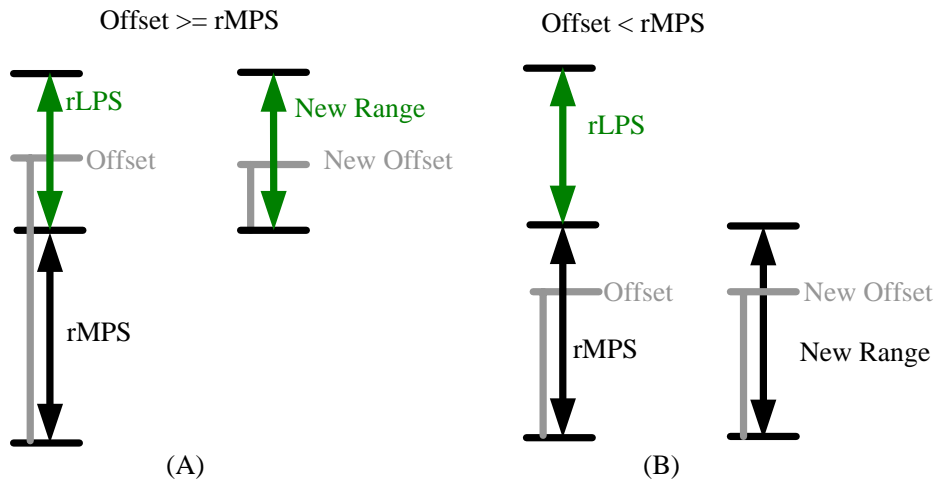 Offset >= rMPS
rLPS
New Range
Offset
New Offset
rMPS
(A)
Offset < rMPS
rLPS
Offset
New Offset
rMPS
New Range
(B)